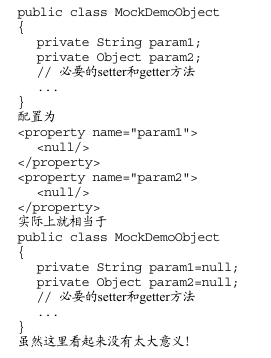 public class MockDemoObject
{
private String param1;
private Object param2;
// 必要的setter和getter方法
...
}
配置为
<property name="param1">
<null/>
</property>
<property name="param2">
<null/>
</property>
实际上就相当于
public class MockDemoObject
{
private String param1=null;
private Object param2=null;
// 必要的setter和getter方法
...
}
虽然这里看起来没有太大意义!